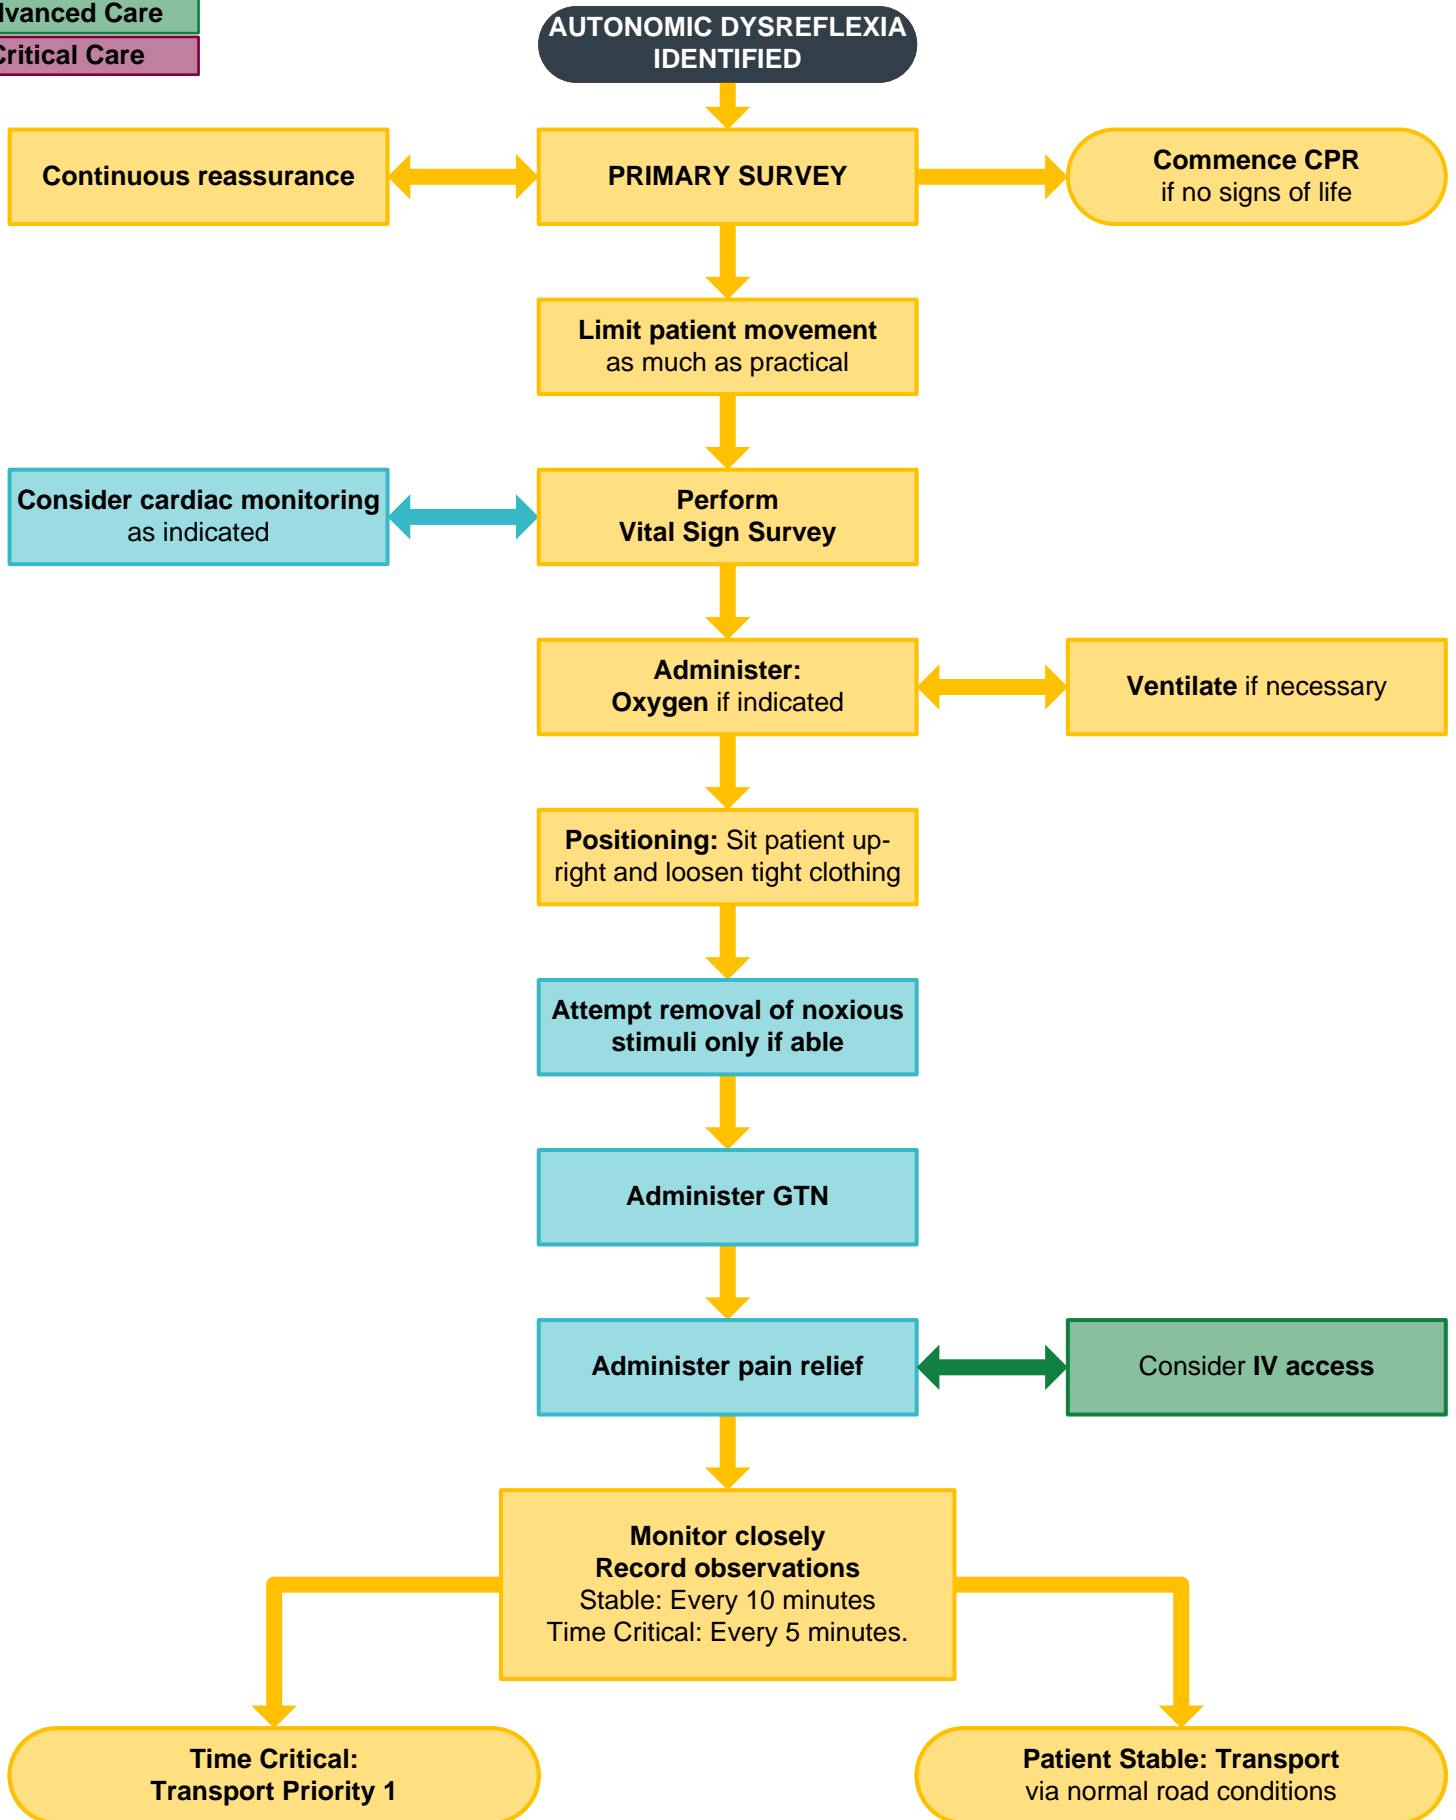 Advanced Care
Critical Care
AUTONOMIC DYSREFLEXIA
IDENTIFIED
Continuous reassurance
PRIMARY SURVEY
Commence CPR
if no signs of life
Limit patient movement
as much as practical
Consider cardiac monitoring
as indicated
Perform
Vital Sign Survey
Administer:
Oxygen if indicated
Ventilate if necessary
Positioning: Sit patient up-
right and loosen tight clothing
Attempt removal of noxious
stimuli only if able
Administer GTN
Administer pain relief
Consider IV access
Monitor closely
Record observations
Stable: Every 10 minutes
Time Critical: Every 5 minutes.
Time Critical:
Transport Priority 1
Patient Stable: Transport
via normal road conditions